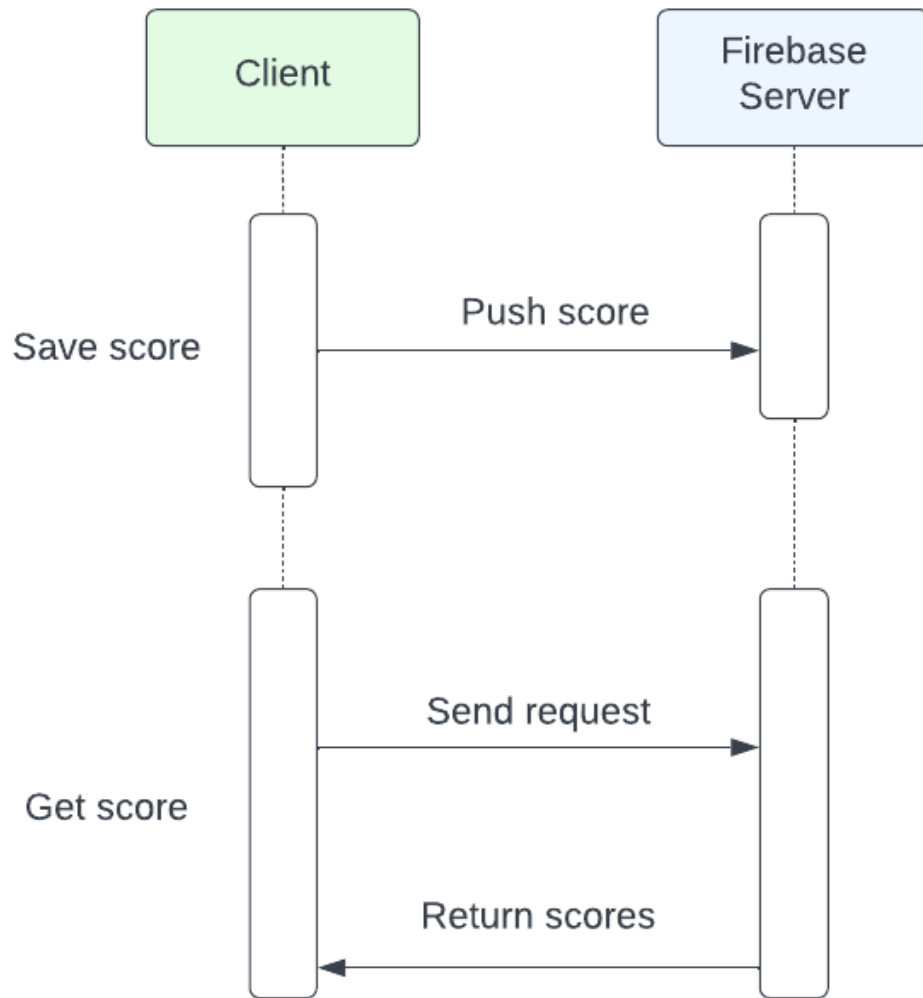 Client
Firebase
Server
Push score
Save score
Send request
Get score
Return scores